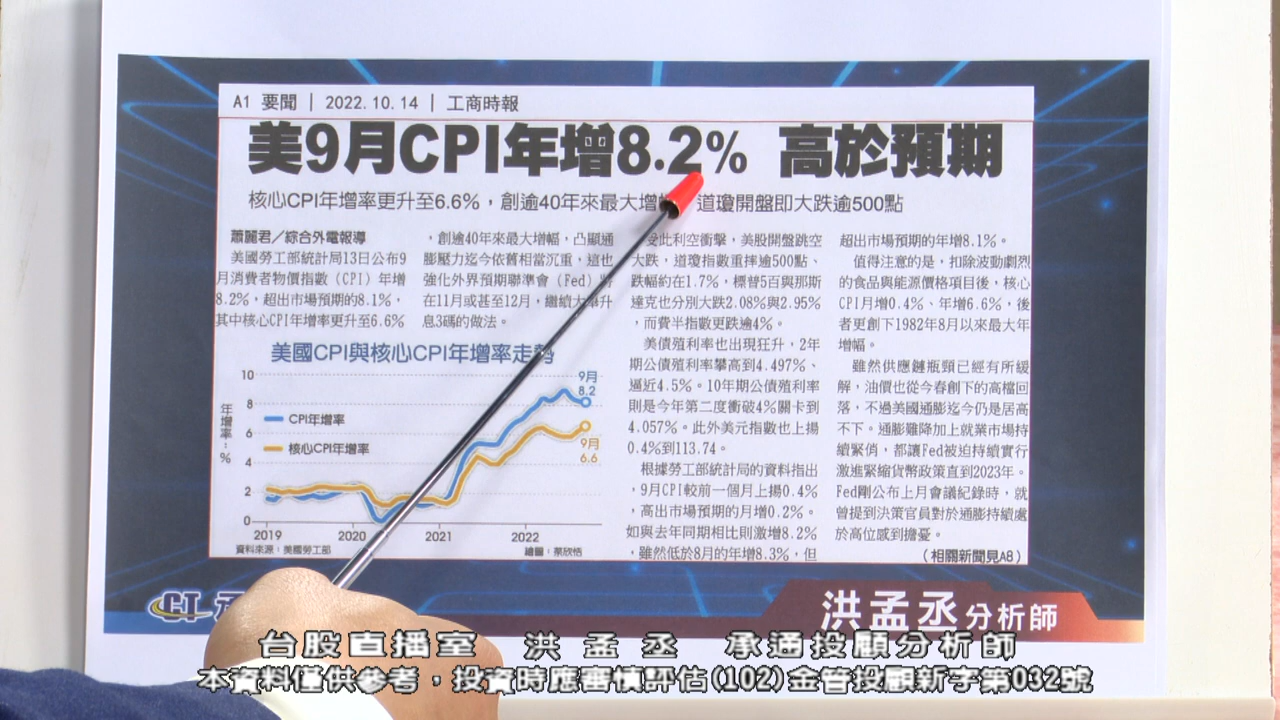 A1 要聞 | 2022.10.14 | 工商時報
美9月CPI年增8.2% 高於預期
核心CPI年增率更升至6.6%，創逾40年來最大增 道瓊開盤即大跌逾500點
蕭麗君／綜合外電報導
美國勞工部統計局13日公布9
月消費者物價指數（CPI）年增
8.2%，超出市場預期的8.1%，
其中核心CPI年增率更升至6.6%
，創逾40年來最大增幅，凸顯通
膨壓力迄今依舊相當沉重，這也
強化外界預期聯準會（Fed）將
在11月或甚至12月，繼續大舉升
息3碼的做法。
美國CPI與核心CPI年增率走勢
年增率：%
10
8
6
4
2
0
CPI年增率
核心CPI年增率
9月
8.2
9月
6.6
2019
2020
2021
2022
資料來源：美國勞工部
繪圖：蔡欣恬
受此利空衝擊，美股開盤跳空
大跌，道瓊指數重摔逾500點、
跌幅約在1.7%，標普5百與那斯
達克也分別大跌2.08%與2.95%
，而費半指數更跌逾4%。
美債殖利率也出現狂升，2年
期公債殖利率攀高到4.497%、
逼近4.5%。10年期公債殖利率
則是今年第二度衝破4%關卡到
4.057%。此外美元指數也上揚
0.4%到113.74。
根據勞工部統計局的資料指出
，9月CPI較前一個月上揚0.4%
，高出市場預期的月增0.2%。
如與去年同期相比則激增8.2%
，雖然低於8月的年增8.3%，但
超出市場預期的年增8.1%。
值得注意的是，扣除波動劇烈
的食品與能源價格項目後，核心
CPI月增0.4%、年增6.6%，後
者更創下1982年8月以來最大年
增幅。
雖然供應鏈瓶頸已經有所緩
解，油價也從今春創下的高檔回
落，不過美國通膨迄今仍是居高
不下。通膨難降加上就業市場持
續緊俏，都讓Fed被迫持續實行
激進緊縮貨幣政策直到2023年。
Fed剛公布上月會議紀錄時，就
曾提到決策官員對於通膨持續處
於高位感到擔憂。
（相關新聞見A8）
CT 承
洪孟丞分析師
台股直播室 洪孟丞 承通投顧分析師
本資料僅供參考，投資時應審慎評估(102)金管投顧新字第032號